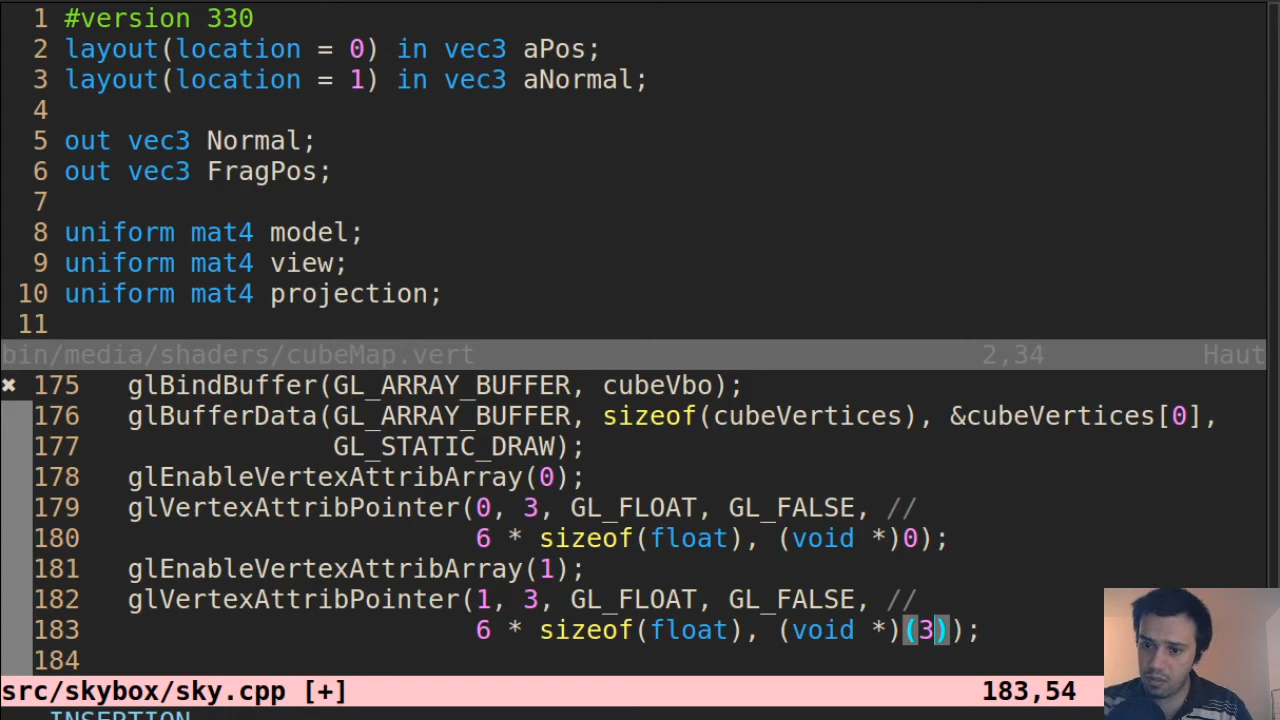 1 #version 330
2 layout(location = 0) in vec3 aPos;
3 layout(location = 1) in vec3 aNormal;
4
5 out vec3 Normal;
6 out vec3 FragPos;
7
8 uniform mat4 model;
9 uniform mat4 view;
10 uniform mat4 projection;
11
bin/media/shaders/cubeMap.vert 2,34 Haut
✖ 175 glBindBuffer(GL_ARRAY_BUFFER, cubeVbo);
176 glBufferData(GL_ARRAY_BUFFER, sizeof(cubeVertices), &cubeVertices[0],
177 GL_STATIC_DRAW);
178 glEnableVertexAttribArray(0);
179 glVertexAttribPointer(0, 3, GL_FLOAT, GL_FALSE, //
180 6 * sizeof(float), (void *)0);
181 glEnableVertexAttribArray(1);
182 glVertexAttribPointer(1, 3, GL_FLOAT, GL_FALSE, //
183 6 * sizeof(float), (void *)(3));
184
src/skybox/sky.cpp [+] 183,54
INSERTION